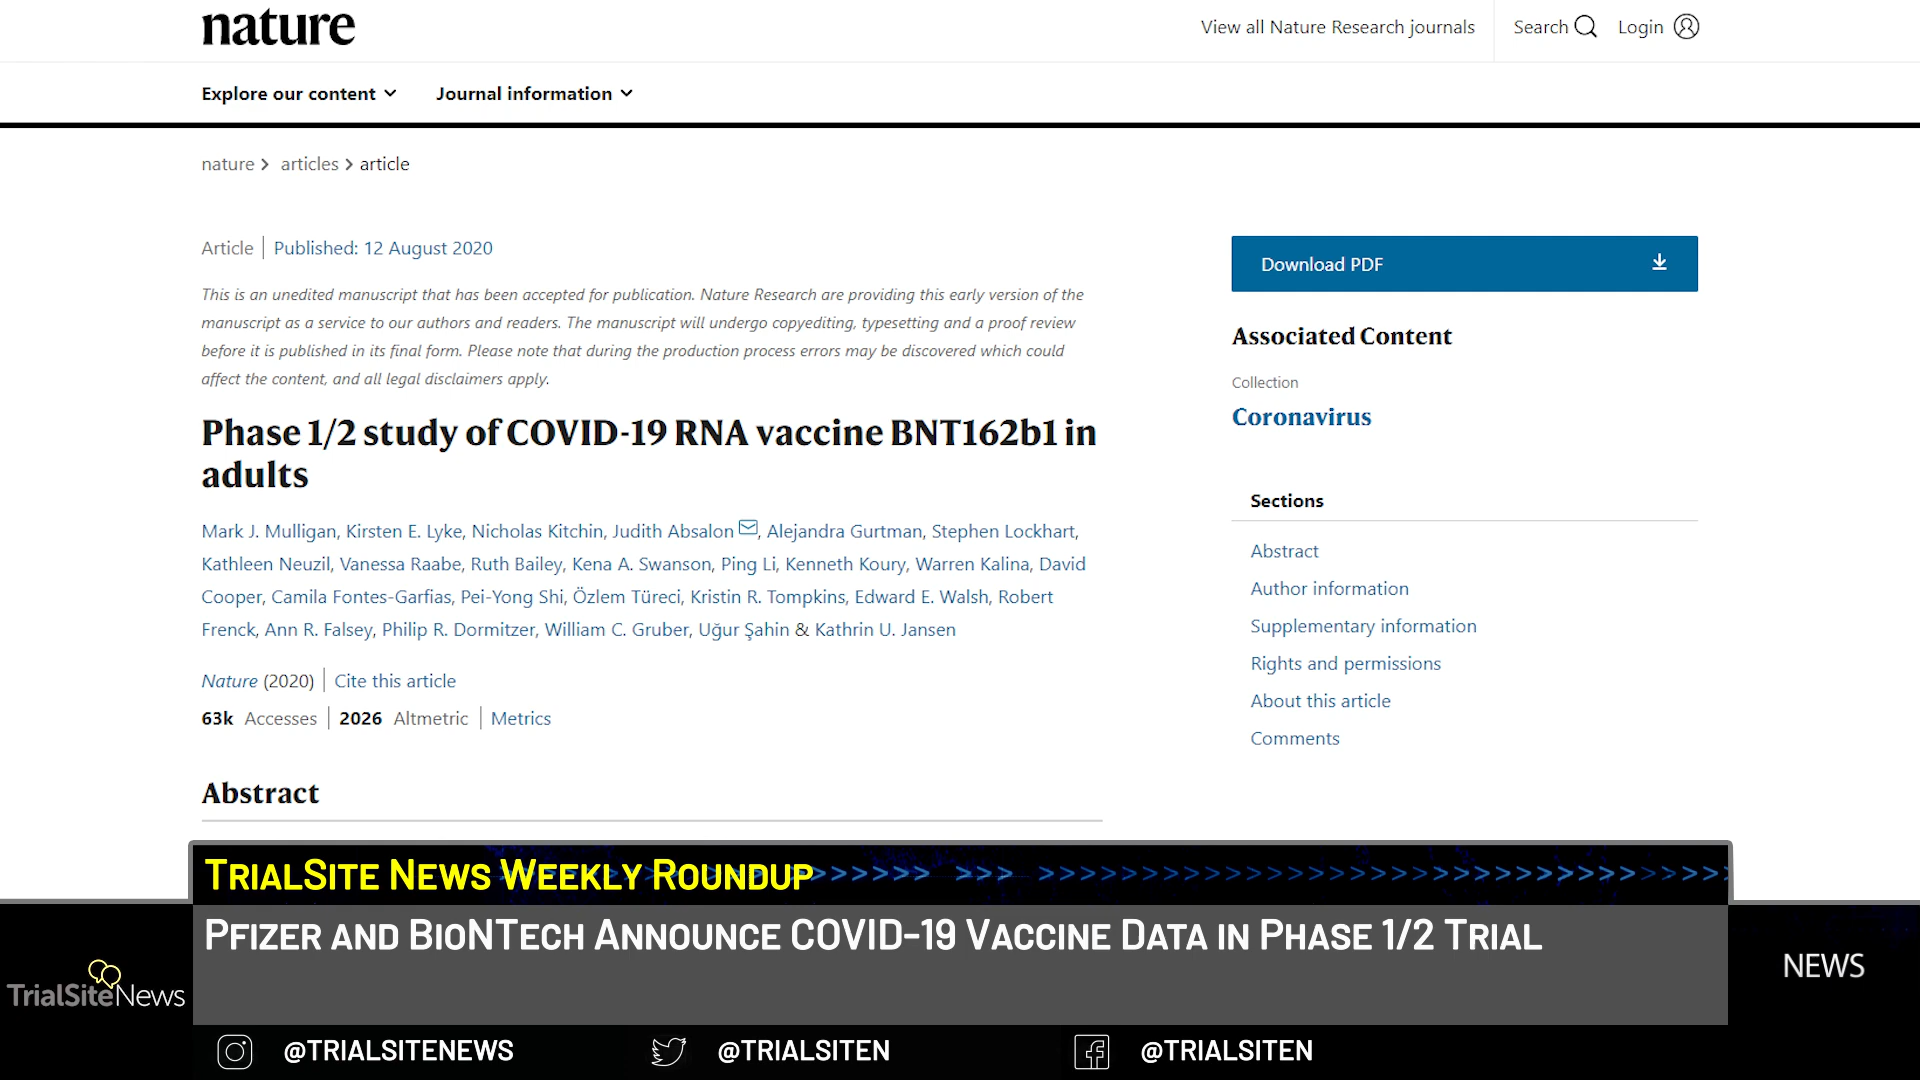 nature
View all Nature Research journals
Search
Login
Explore our content
Journal information
nature > articles > article
Article | Published: 12 August 2020
This is an unedited manuscript that has been accepted for publication. Nature Research are providing this early version of the
manuscript as a service to our authors and readers. The manuscript will undergo copyediting, typesetting and a proof review
before it is published in its final form. Please note that during the production process errors may be discovered which could
affect the content, and all legal disclaimers apply.
Phase 1/2 study of COVID-19 RNA vaccine BNT162b1 in
adults
Mark J. Mulligan, Kirsten E. Lyke, Nicholas Kitchin, Judith Absalon, Alejandra Gurtman, Stephen Lockhart,
Kathleen Neuzil, Vanessa Raabe, Ruth Bailey, Kena A. Swanson, Ping Li, Kenneth Koury, Warren Kalina, David
Cooper, Camila Fontes-Garfias, Pei-Yong Shi, Özlem Türeci, Kristin R. Tompkins, Edward E. Walsh, Robert
Frenck, Ann R. Falsey, Philip R. Dormitzer, William C. Gruber, Uğur Şahin & Kathrin U. Jansen
Nature (2020) | Cite this article
63k Accesses | 2026 Altmetric | Metrics
Abstract
Download PDF
Associated Content
Collection
Coronavirus
Sections
Abstract
Author information
Supplementary information
Rights and permissions
About this article
Comments
TrialSite News Weekly Roundup
Pfizer and BioNTech Announce COVID-19 Vaccine Data in Phase 1/2 Trial
TrialSiteNews
NEWS
@TRIALSITENEWS
@TRIALSITEN
@TRIALSITEN